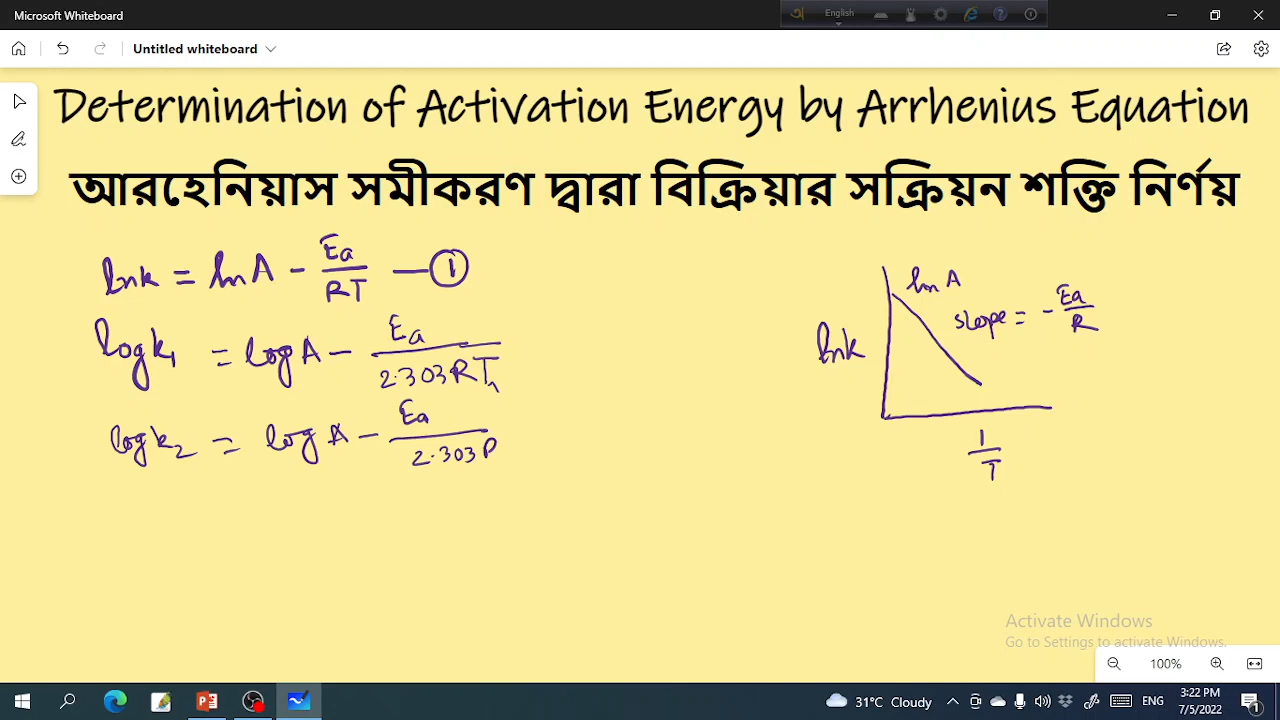 Microsoft Whiteboard
English
Untitled whiteboard
Determination of Activation Energy by Arrhenius Equation
আরহেনিয়াস সমীকরণ দ্বারা বিক্রিয়ার সক্রিয়ন শক্তি নির্ণয়
lnk = lnA - Ea/RT — ①
logk₁ = logA - Ea/2.303RT₁
logk₂ = logA - Ea/2.303R
lnA
slope = - Ea/R
lnk
1/T
Activate Windows
Go to Settings to activate Windows.
100%
31°C Cloudy
ENG
3:22 PM
7/5/2022
1